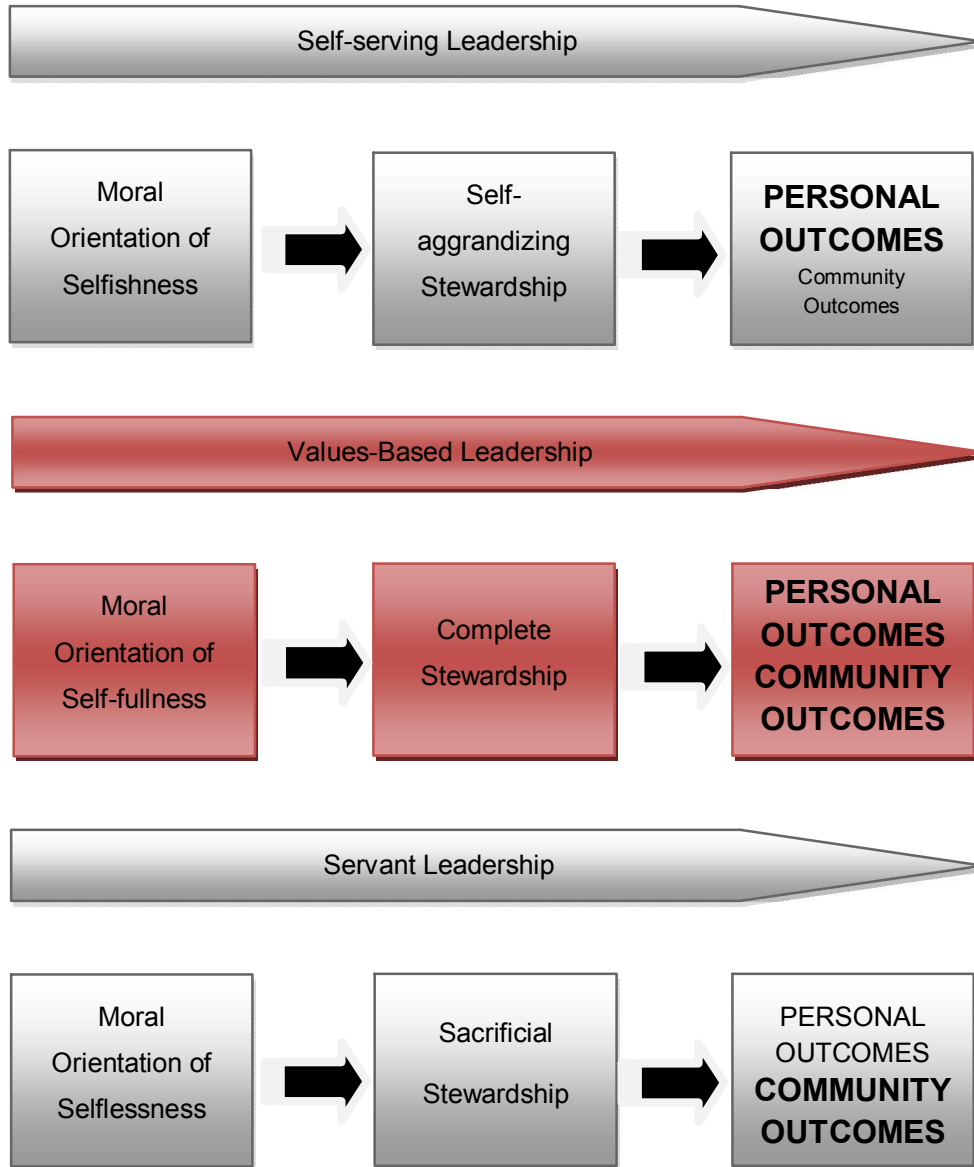 Self-serving Leadership
Moral
Orientation of
Selfishness
Self-
aggrandizing
Stewardship
PERSONAL
OUTCOMES
Community
Outcomes
Values-Based Leadership
Moral
Orientation of
Self-fullness
Complete
Stewardship
PERSONAL
OUTCOMES
COMMUNITY
OUTCOMES
Servant Leadership
Moral
Orientation of
Selflessness
Sacrificial
Stewardship
PERSONAL
OUTCOMES
COMMUNITY
OUTCOMES